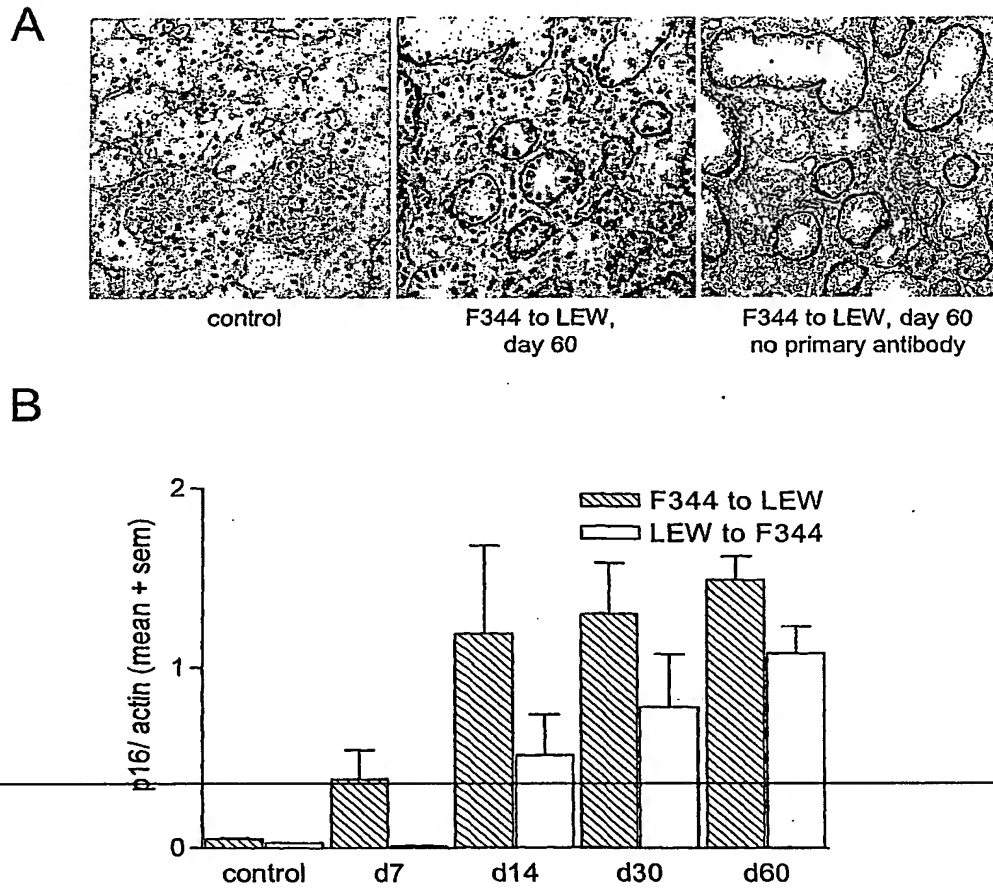 A
control
F344 to LEW,
day 60
F344 to LEW, day 60
no primary antibody
B
p16/ actin (mean + sem)
2
1
0
F344 to LEW
LEW to F344
control d7 d14 d30 d60